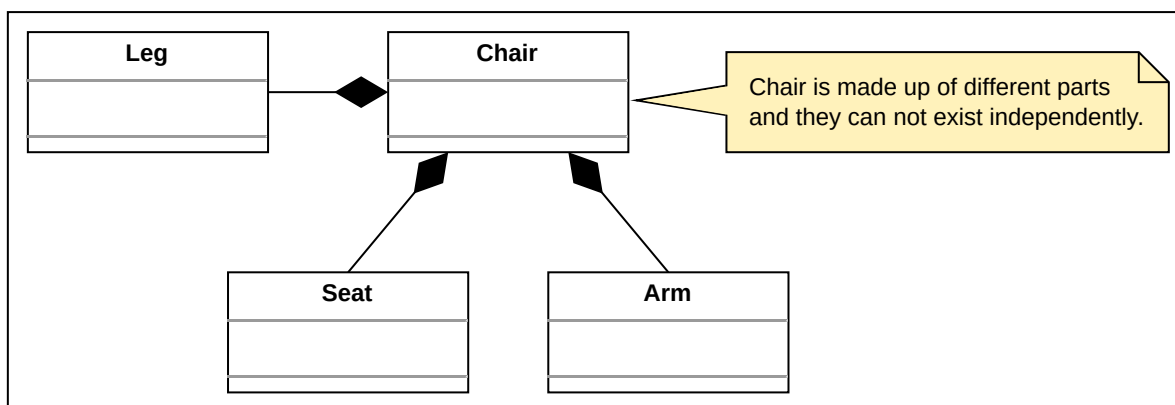 Leg
Chair
Chair is made up of different parts
and they can not exist independently.
Seat
Arm